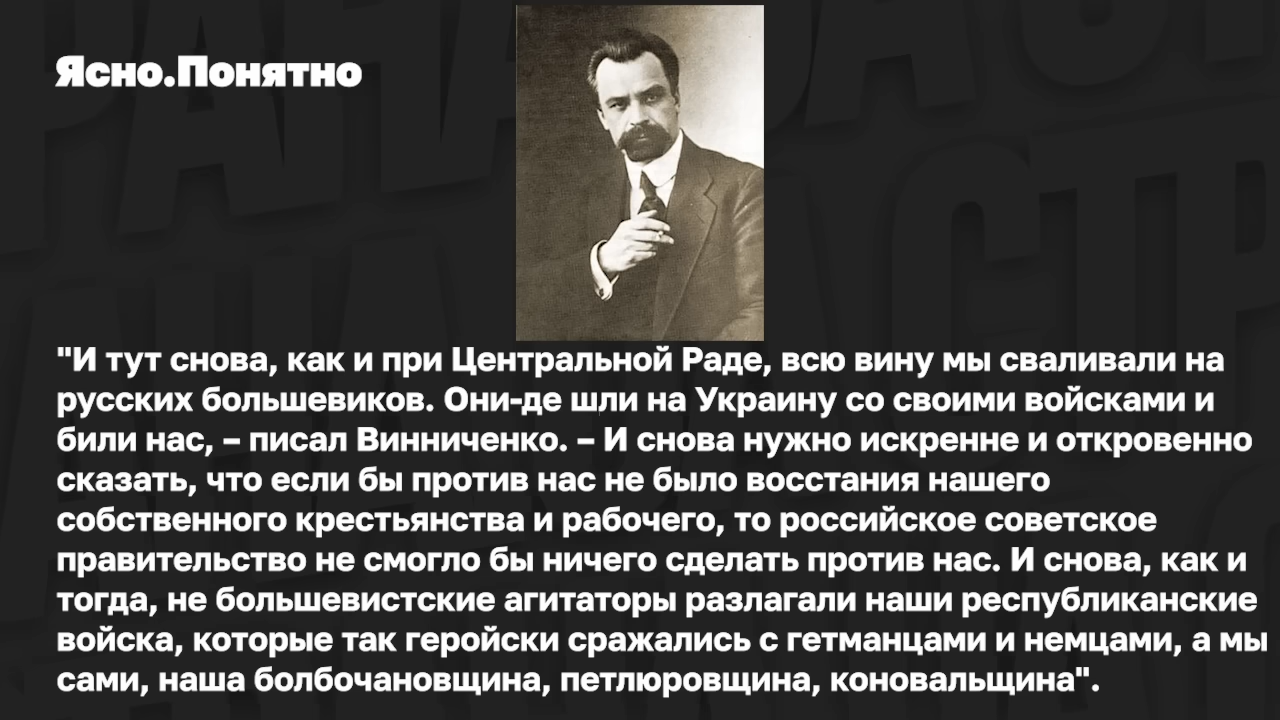 Ясно.Понятно
"И тут снова, как и при Центральной Раде, всю вину мы сваливали на
русских большевиков. Они-де шли на Украину со своими войсками и
били нас, – писал Винниченко. – И снова нужно искренне и откровенно
сказать, что если бы против нас не было восстания нашего
собственного крестьянства и рабочего, то российское советское
правительство не смогло бы ничего сделать против нас. И снова, как и
тогда, не большевистские агитаторы разлагали наши республиканские
войска, которые так геройски сражались с гетманцами и немцами, а мы
сами, наша болбочановщина, петлюровщина, коновальщина".